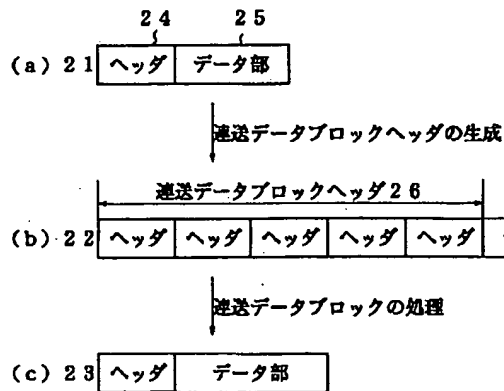 24 25
(a) 21 ヘッダ データ部
連送データブロックヘッダの生成
連送データブロックヘッダ26
(b) 22 ヘッダ ヘッダ ヘッダ ヘッダ ヘッダ
連送データブロックの処理
(c) 23 ヘッダ データ部